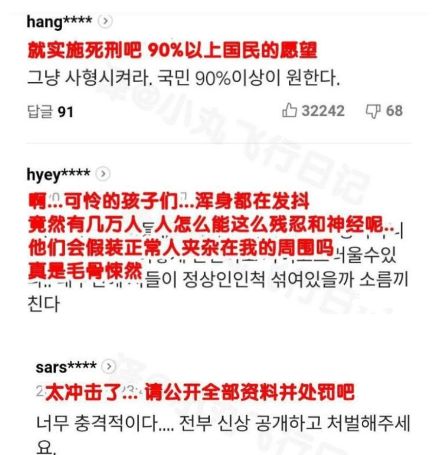 hang****
就实施死刑吧 90%以上国民的愿望
그냥 사형시켜라. 국민 90%이상이 원한다.
답글 91 32242 68
hyey****
啊...可怜的孩子们...浑身都在发抖
竟然有几万人..人怎么能这么残忍和神经呢..
他们会假装正常人夹杂在我的周围吗
러울수있
真是毛骨悚然
들이 정상인인척 섞여있을까 소름끼
친다
sars****
太冲击了... 请公开全部资料并处罚吧
너무 충격적이다.... 전부 신상 공개하고 처벌해주세
요.
@小丸飞行日记